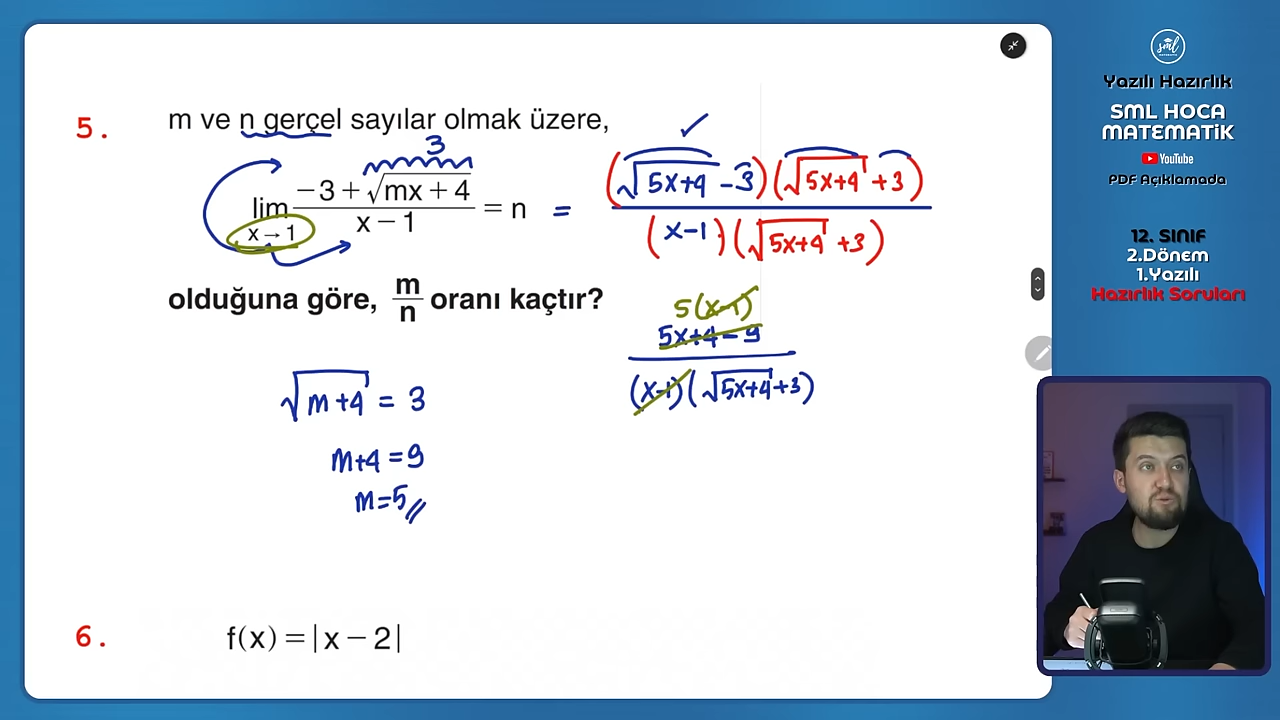 5.
m ve n gerçel sayılar olmak üzere,
3
lim x→1 (−3 + √(mx + 4)) / (x − 1) = n = ((√(5x+4) − 3)(√(5x+4) + 3)) / ((x−1)(√(5x+4) + 3))
olduğuna göre, m/n oranı kaçtır?
5(x−1)
5x+4−9
(x−1)(√(5x+4)+3)
√(m+4) = 3
m+4=9
m=5
6.
f(x) = |x − 2|
sml
Yazılı Hazırlık
SML HOCA
MATEMATİK
YouTube
PDF Açıklamada
12. SINIF
2.Dönem
1.Yazılı
Hazırlık Soruları